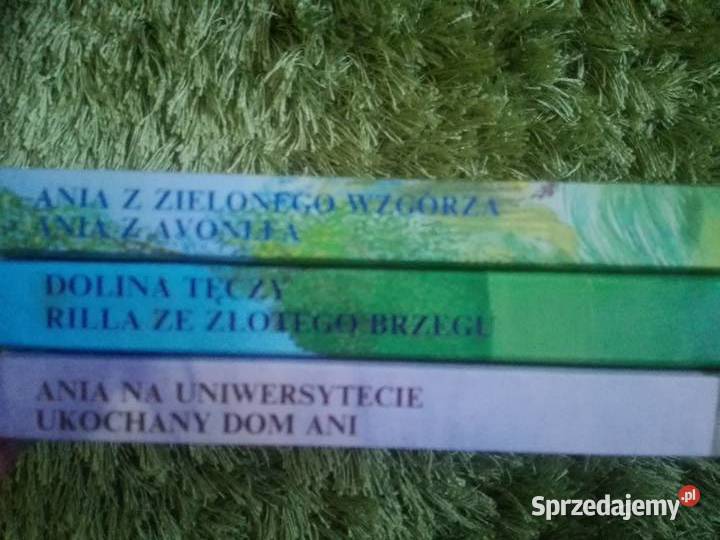 ANIA Z ZIELONEGO WZGÓRZA
ANIA Z AVONLEA
DOLINA TĘCZY
RILLA ZE ZŁOTEGO BRZEGU
ANIA NA UNIWERSYTECIE
UKOCHANY DOM ANI
Sprzedajemy.pl